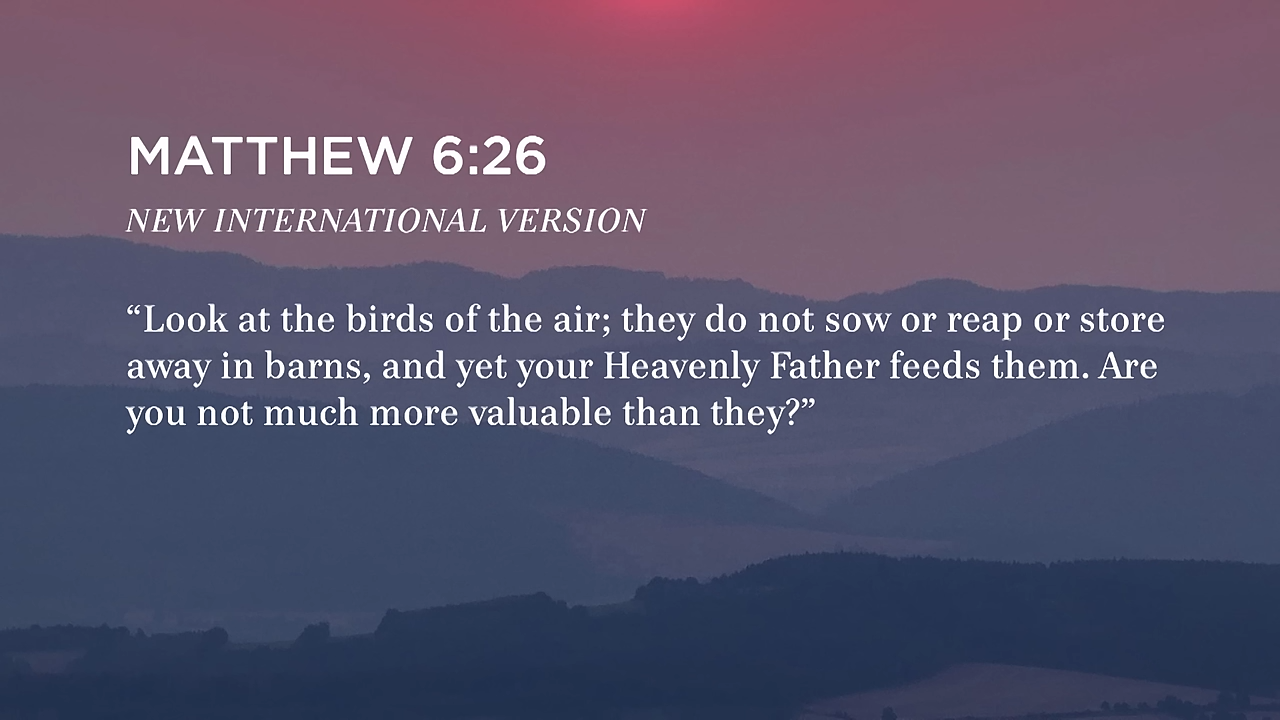 MATTHEW 6:26
NEW INTERNATIONAL VERSION
“Look at the birds of the air; they do not sow or reap or store
away in barns, and yet your Heavenly Father feeds them. Are
you not much more valuable than they?”